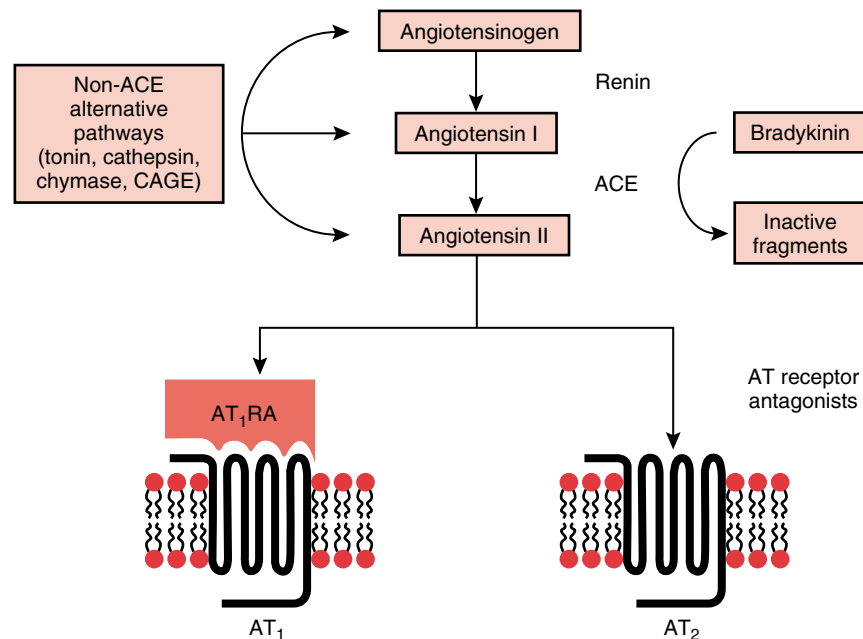 Angiotensinogen
Non-ACE
alternative
pathways
(tonin, cathepsin,
chymase, CAGE)
Renin
Angiotensin I
Bradykinin
ACE
Angiotensin II
Inactive
fragments
AT receptor
antagonists
AT₁RA
AT₁
AT₂